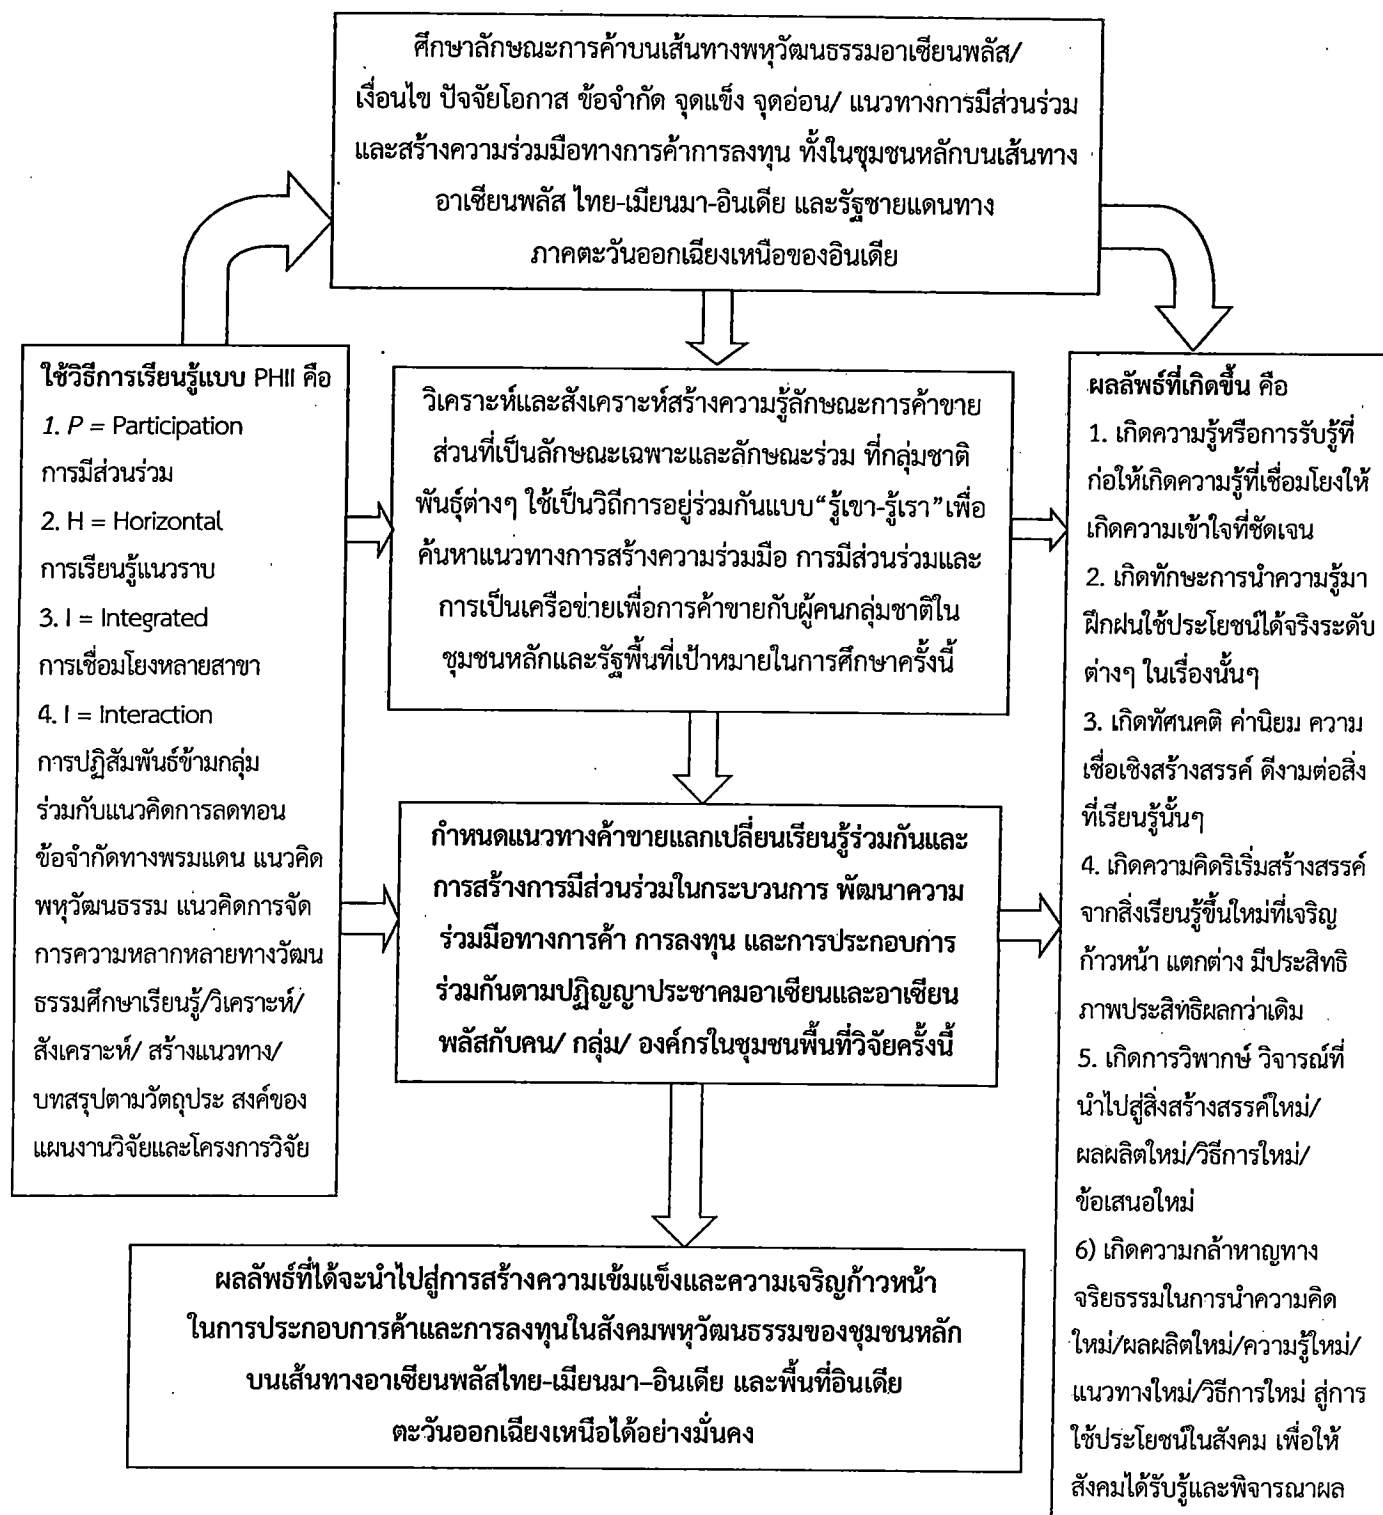 ศึกษาลักษณะการค้าบนเส้นทางพหุวัฒนธรรมอาเซียนพลัส/
เงื่อนไข ปัจจัยโอกาส ข้อจำกัด จุดแข็ง จุดอ่อน/ แนวทางการมีส่วนร่วม
และสร้างความร่วมมือทางการค้าการลงทุน ทั้งในชุมชนหลักบนเส้นทาง
อาเซียนพลัส ไทย-เมียนมา-อินเดีย และรัฐชายแดนทาง
ภาคตะวันออกเฉียงเหนือของอินเดีย
ใช้วิธีการเรียนรู้แบบ PHII คือ
1. P = Participation
การมีส่วนร่วม
2. H = Horizontal
การเรียนรู้แนวราบ
3. I = Integrated
การเชื่อมโยงหลายสาขา
4. I = Interaction
การปฏิสัมพันธ์ข้ามกลุ่ม
ร่วมกับแนวคิดการลดทอน
ข้อจำกัดทางพรมแดน แนวคิด
พหุวัฒนธรรม แนวคิดการจัด
การความหลากหลายทางวัฒน
ธรรมศึกษาเรียนรู้/วิเคราะห์/
สังเคราะห์/ สร้างแนวทาง/
บทสรุปตามวัตถุประ สงค์ของ
แผนงานวิจัยและโครงการวิจัย
วิเคราะห์และสังเคราะห์สร้างความรู้ลักษณะการค้าขาย
ส่วนที่เป็นลักษณะเฉพาะและลักษณะร่วม ที่กลุ่มชาติ
พันธุ์ต่างๆ ใช้เป็นวิถีการอยู่ร่วมกันแบบ“รู้เขา-รู้เรา”เพื่อ
ค้นหาแนวทางการสร้างความร่วมมือ การมีส่วนร่วมและ
การเป็นเครือข่ายเพื่อการค้าขายกับผู้คนกลุ่มชาติใน
ชุมชนหลักและรัฐพื้นที่เป้าหมายในการศึกษาครั้งนี้
กำหนดแนวทางค้าขายแลกเปลี่ยนเรียนรู้ร่วมกันและ
การสร้างการมีส่วนร่วมในกระบวนการ พัฒนาความ
ร่วมมือทางการค้า การลงทุน และการประกอบการ
ร่วมกันตามปฏิญญาประชาคมอาเซียนและอาเซียน
พลัสกับคน/ กลุ่ม/ องค์กรในชุมชนพื้นที่วิจัยครั้งนี้
ผลลัพธ์ที่ได้จะนำไปสู่การสร้างความเข้มแข็งและความเจริญก้าวหน้า
ในการประกอบการค้าและการลงทุนในสังคมพหุวัฒนธรรมของชุมชนหลัก
บนเส้นทางอาเซียนพลัสไทย-เมียนมา–อินเดีย และพื้นที่อินเดีย
ตะวันออกเฉียงเหนือได้อย่างมั่นคง
ผลลัพธ์ที่เกิดขึ้น คือ
1. เกิดความรู้หรือการรับรู้ที่
ก่อให้เกิดความรู้ที่เชื่อมโยงให้
เกิดความเข้าใจที่ชัดเจน
2. เกิดทักษะการนำความรู้มา
ฝึกฝนใช้ประโยชน์ได้จริงระดับ
ต่างๆ ในเรื่องนั้นๆ
3. เกิดทัศนคติ ค่านิยม ความ
เชื่อเชิงสร้างสรรค์ ดีงามต่อสิ่ง
ที่เรียนรู้นั้นๆ
4. เกิดความคิดริเริ่มสร้างสรรค์
จากสิ่งเรียนรู้ขึ้นใหม่ที่เจริญ
ก้าวหน้า แตกต่าง มีประสิทธิ
ภาพประสิทธิผลกว่าเดิม
5. เกิดการวิพากษ์ วิจารณ์ที่
นำไปสู่สิ่งสร้างสรรค์ใหม่/
ผลผลิตใหม่/วิธีการใหม่/
ข้อเสนอใหม่
6) เกิดความกล้าหาญทาง
จริยธรรมในการนำความคิด
ใหม่/ผลผลิตใหม่/ความรู้ใหม่/
แนวทางใหม่/วิธีการใหม่ สู่การ
ใช้ประโยชน์ในสังคม เพื่อให้
สังคมได้รับรู้และพิจารณาผล